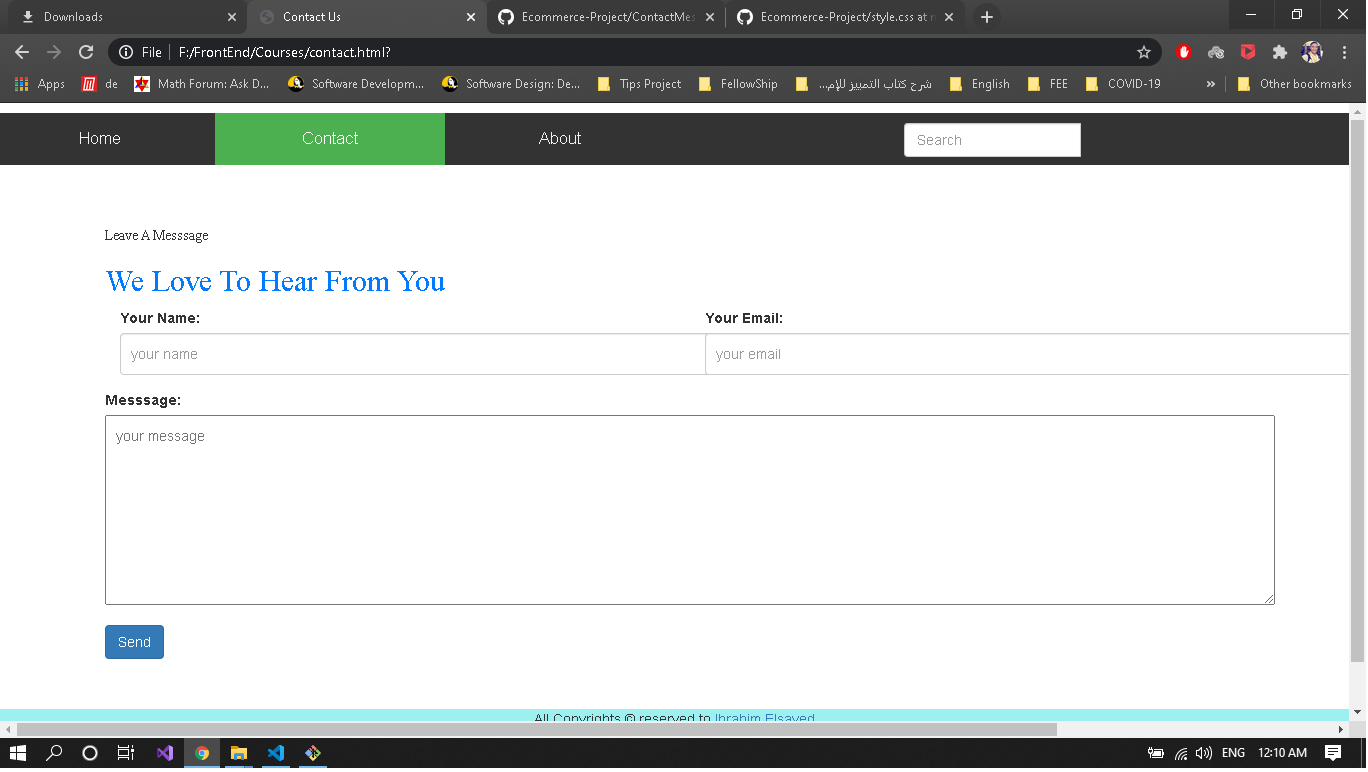 Downloads
Contact Us
Ecommerce-Project/ContactMes
Ecommerce-Project/style.css at m
File
F:/FrontEnd/Courses/contact.html?
Apps
de
Math Forum: Ask D...
Software Developm...
Software Design: De...
Tips Project
FellowShip
شرح كتاب التمييز للإم...
English
FEE
COVID-19
»
Other bookmarks
Home
Contact
About
Search
Leave A Messsage
We Love To Hear From You
Your Name:
Your Email:
your name
your email
Messsage:
your message
Send
All Copyrights © reserved to Ibrahim Elsayed
ENG
12:10 AM